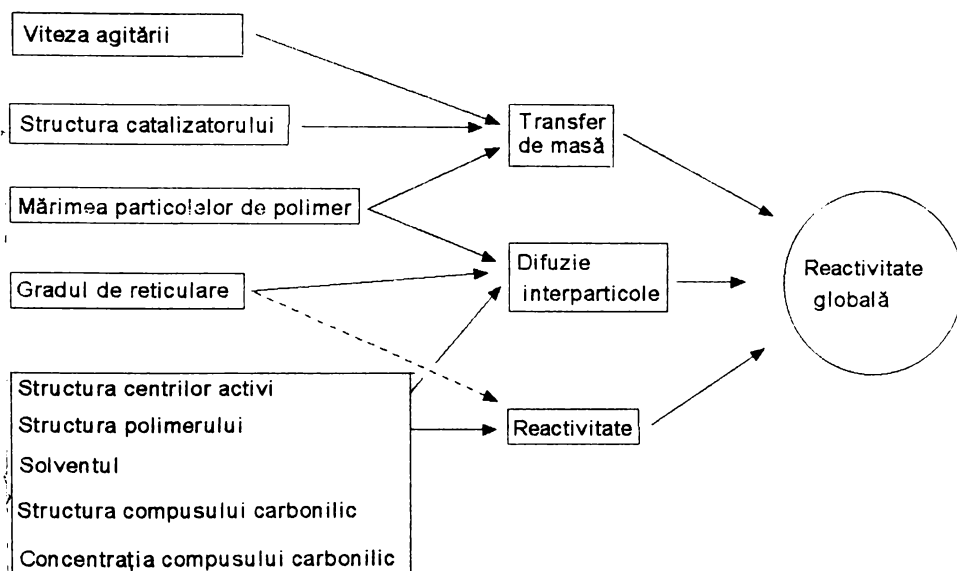 Viteza agitării
Structura catalizatorului
Mărimea particolelor de polimer
Gradul de reticulare
Structura centrilor activi
Structura polimerului
Solventul
Structura compusului carbonilic
Concentrația compusului carbonilic
Transfer
de masă
Difuzie
interparticole
Reactivitate
Reactivitate
globală